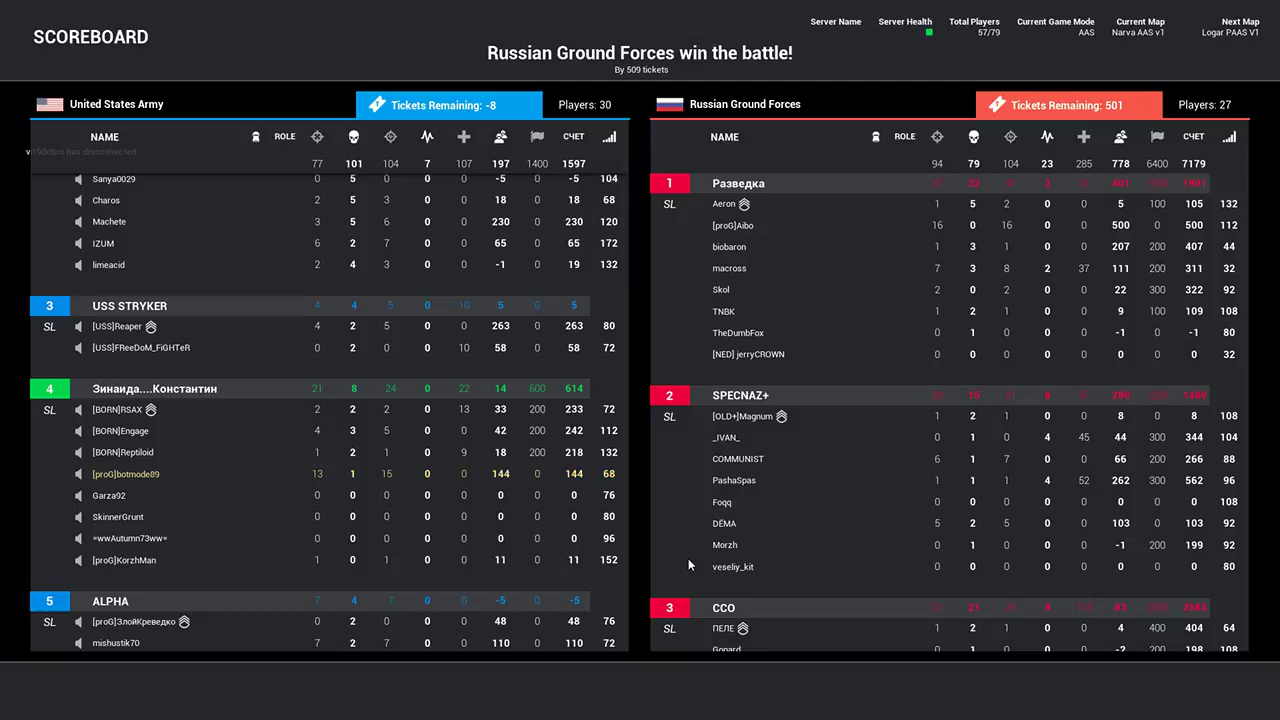 SCOREBOARD
Server Name
Server Health
Total Players
57/79
Current Game Mode
AAS
Current Map
Narva AAS v1
Next Map
Logar PAAS V1
Russian Ground Forces win the battle!
By 509 tickets
United States Army
Tickets Remaining: -8
Players: 30
NAME ROLE СЧЕТ
77 101 104 7 107 197 1400 1597
has disconnected
Sanya0029 0 5 0 0 0 -5 0 -5 104
Charos 2 5 3 0 0 18 0 18 68
Machete 3 5 6 0 0 230 0 230 120
IZUM 6 2 7 0 0 65 0 65 172
limeacid 2 4 3 0 0 -1 0 19 132
3 USS STRYKER 4 4 5 0 10 5 0 5
SL [USS]Reaper 4 2 5 0 0 263 0 263 80
[USS]FReeDoM_FiGHTeR 0 2 0 0 10 58 0 58 72
4 Зинаида....Константин 21 8 24 0 22 14 600 614
SL [BORN]RSAX 2 2 2 0 13 33 200 233 72
[BORN]Engage 4 3 5 0 0 42 200 242 112
[BORN]Reptiloid 1 2 1 0 9 18 200 218 132
[proG]botmode89 13 1 15 0 0 144 0 144 68
Garza92 0 0 0 0 0 0 0 0 76
SkinnerGrunt 0 0 0 0 0 0 0 0 80
=wwAutumn73ww= 0 0 0 0 0 0 0 0 96
[proG]KorzhMan 1 0 1 0 0 11 0 11 152
5 ALPHA 7 4 7 0 0 -5 0 -5
SL [proG]ЗлойКреведко 0 2 0 0 0 48 0 48 76
mishustik70 7 2 7 0 0 110 0 110 72
Russian Ground Forces
Tickets Remaining: 501
Players: 27
NAME ROLE СЧЕТ
94 79 104 23 285 778 6400 7179
1 Разведка 32 2 401
SL Aeron 1 5 2 0 0 5 100 105 132
[proG]Aibo 16 0 16 0 0 500 0 500 112
biobaron 1 3 1 0 0 207 200 407 44
macross 7 3 8 2 37 111 200 311 32
Skol 2 0 2 0 0 22 300 322 92
TNBK 1 2 1 0 0 9 100 109 108
TheDumbFox 0 1 0 0 0 -1 0 -1 80
[NED] jerryCROWN 0 0 0 0 0 0 0 0 32
2 SPECNAZ+ 15 8 280
SL [OLD+]Magnum 1 2 1 0 0 8 0 8 108
_IVAN_ 0 1 0 4 45 44 300 344 104
COMMUNIST 6 1 7 0 0 66 200 266 88
PashaSpas 1 1 1 4 52 262 300 562 96
Foqq 0 0 0 0 0 0 0 0 108
DЁMA 5 2 5 0 0 103 0 103 92
Morzh 0 1 0 0 0 -1 200 199 92
veseliy_kit 0 0 0 0 0 0 0 0 80
3 CCO 21 8 83
SL ПЕЛЕ 1 2 1 0 0 4 400 404 64
Gopard 0 1 0 0 0 -2 200 198 108